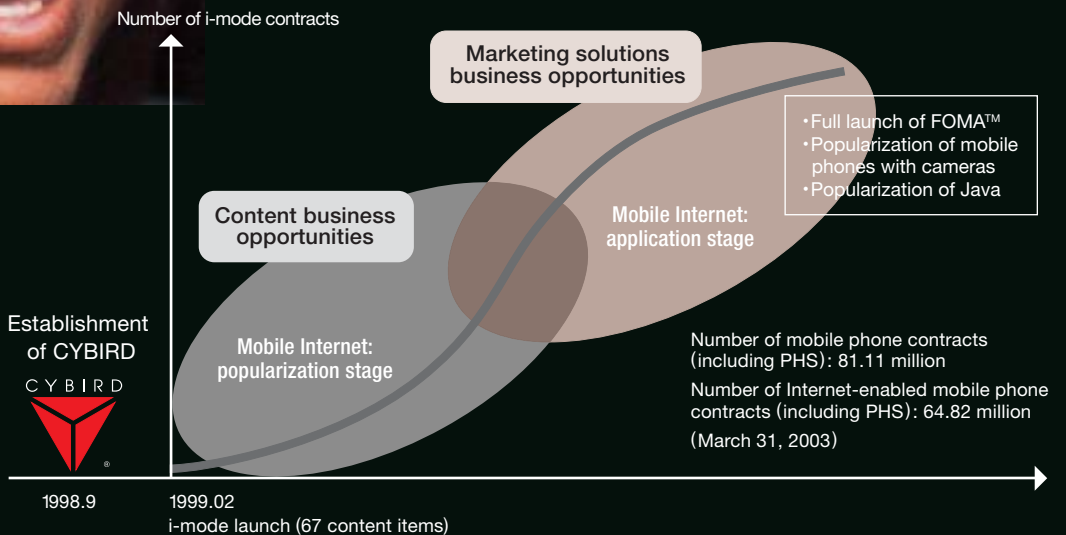 Number of i-mode contracts
Marketing solutions
business opportunities
•Full launch of FOMA™
•Popularization of mobile
phones with cameras
•Popularization of Java
Content business
opportunities
Mobile Internet:
application stage
Establishment
of CYBIRD
CYBIRD
®
Mobile Internet:
popularization stage
Number of mobile phone contracts
(including PHS): 81.11 million
Number of Internet-enabled mobile phone
contracts (including PHS): 64.82 million
(March 31, 2003)
1998.9
1999.02
i-mode launch (67 content items)